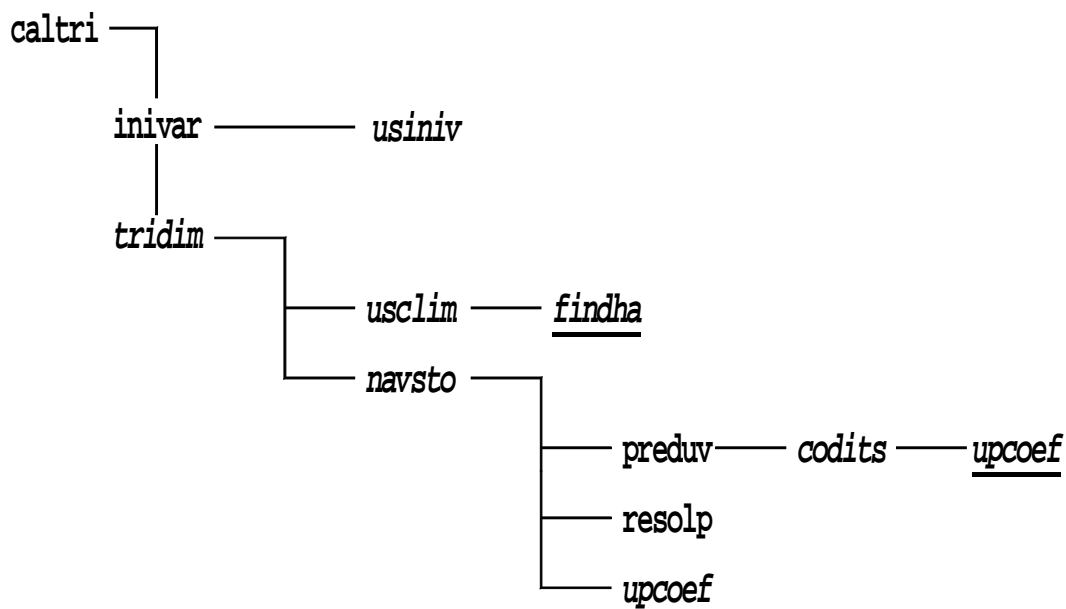 caltri
inivar usiniv
tridim
usclim findha
navsto
preduv codits upcoef
resolp
upcoef